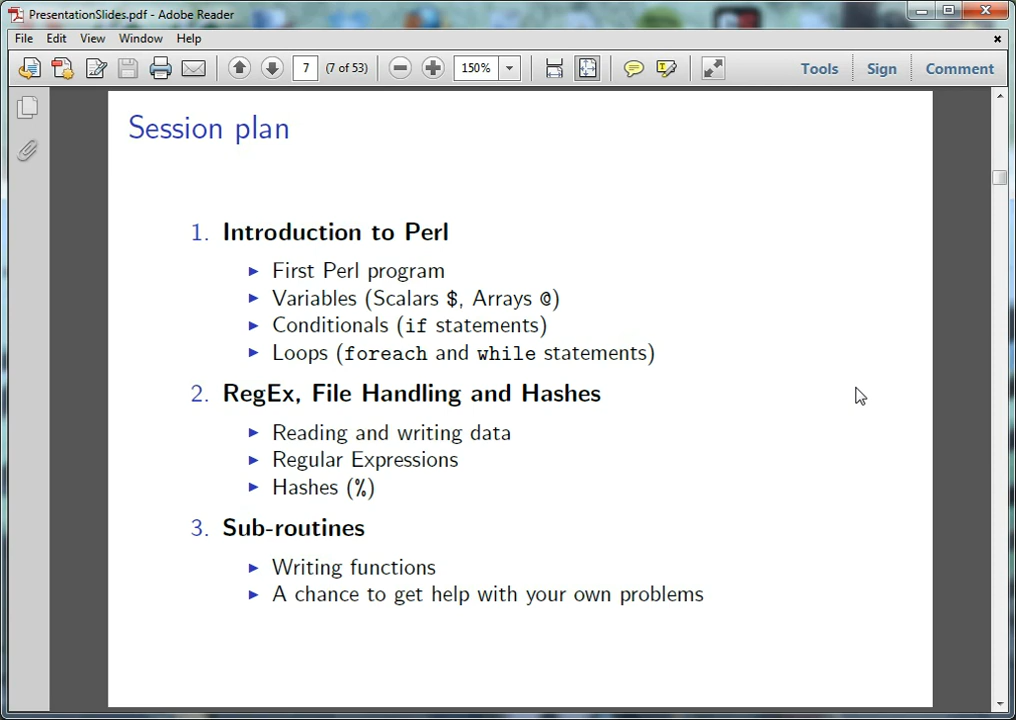 PresentationSlides.pdf - Adobe Reader
File Edit View Window Help
7 (7 of 53) 150% Tools Sign Comment
Session plan
1. Introduction to Perl
First Perl program
Variables (Scalars $, Arrays @)
Conditionals (if statements)
Loops (foreach and while statements)
2. RegEx, File Handling and Hashes
Reading and writing data
Regular Expressions
Hashes (%)
3. Sub-routines
Writing functions
A chance to get help with your own problems